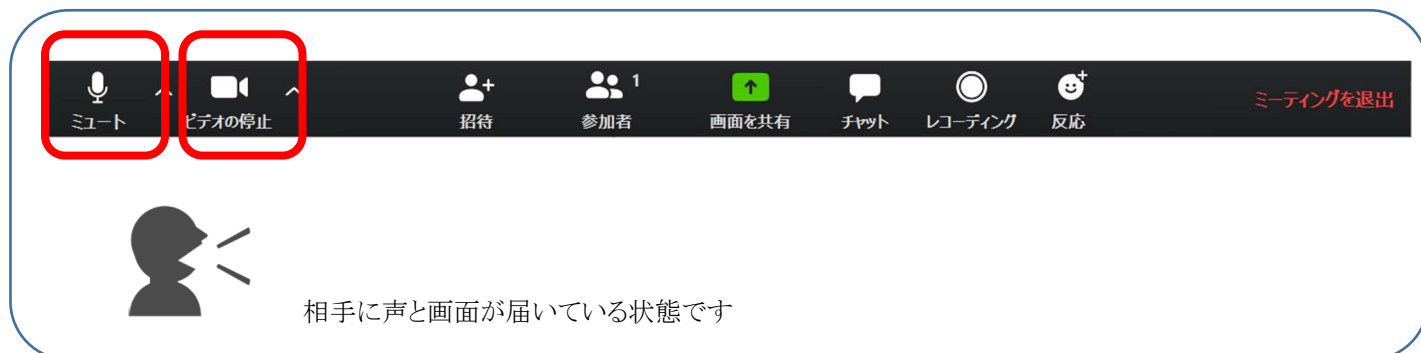 ミュート ビデオの停止 招待 参加者 1 画面を共有 チャット レコーディング 反応 ミーティングを退出
相手に声と画面が届いている状態です